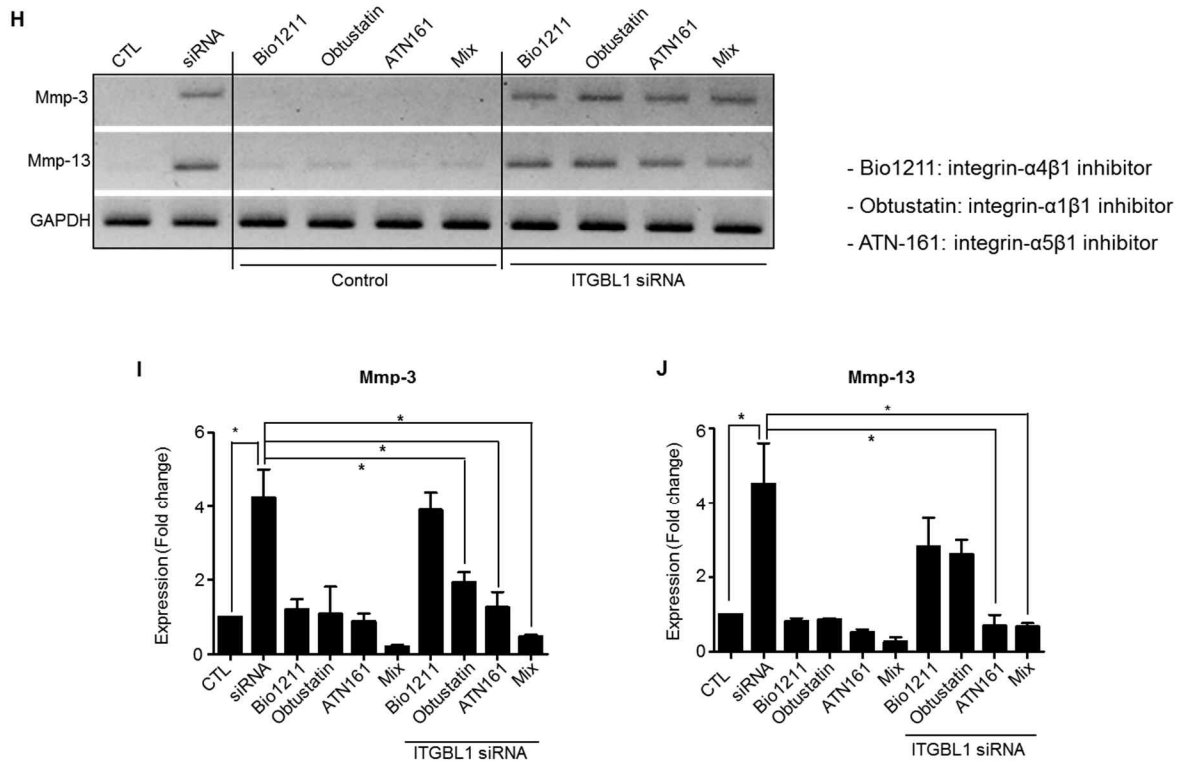 H
CTL siRNA Bio1211 Obtustatin ATN161 Mix Bio1211 Obtustatin ATN161 Mix
Mmp-3
Mmp-13
GAPDH
Control ITGBL1 siRNA
- Bio1211: integrin-α4β1 inhibitor
- Obtustatin: integrin-α1β1 inhibitor
- ATN-161: integrin-α5β1 inhibitor
I
Mmp-3
Expression (Fold change)
6
4
2
0
* * * *
CTL siRNA Bio1211 Obtustatin ATN161 Mix Bio1211 Obtustatin ATN161 Mix
ITGBL1 siRNA
J
Mmp-13
Expression (Fold change)
6
4
2
0
* * *
CTL siRNA Bio1211 Obtustatin ATN161 Mix Bio1211 Obtustatin ATN161 Mix
ITGBL1 siRNA